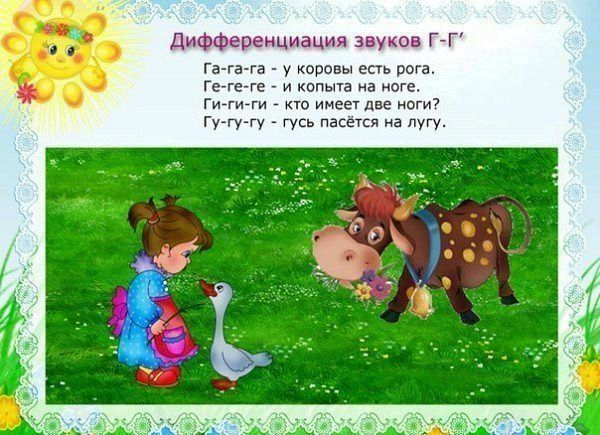 Дифференциация звуков Г-Г’
Га-га-га - у коровы есть рога.
Ге-ге-ге - и копыта на ноге.
Ги-ги-ги - кто имеет две ноги?
Гу-гу-гу - гусь пасётся на лугу.